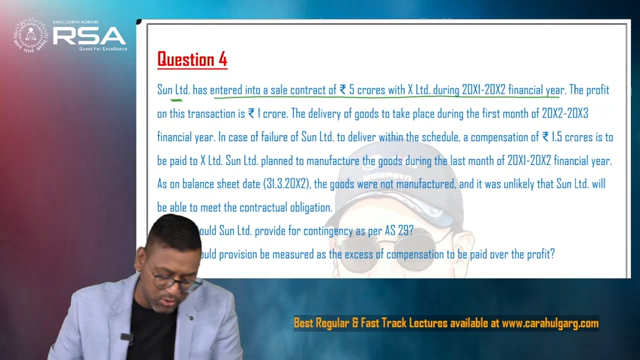 RAHUL GARG ACADEMY
RSA
Quest For Excellence
Question 4
Sun Ltd. has entered into a sale contract of ₹ 5 crores with X Ltd. during 20X1-20X2 financial year. The profit
on this transaction is ₹ 1 crore. The delivery of goods to take place during the first month of 20X2-20X3
financial year. In case of failure of Sun Ltd. to deliver within the schedule, a compensation of ₹ 1.5 crores is to
be paid to X Ltd. Sun Ltd. planned to manufacture the goods during the last month of 20X1-20X2 financial year.
As on balance sheet date (31.3.20X2), the goods were not manufactured, and it was unlikely that Sun Ltd. will
be able to meet the contractual obligation.
ould Sun Ltd. provide for contingency as per AS 29?
ould provision be measured as the excess of compensation to be paid over the profit?
Best Regular & Fast Track Lectures available at www.carahulgarg.com